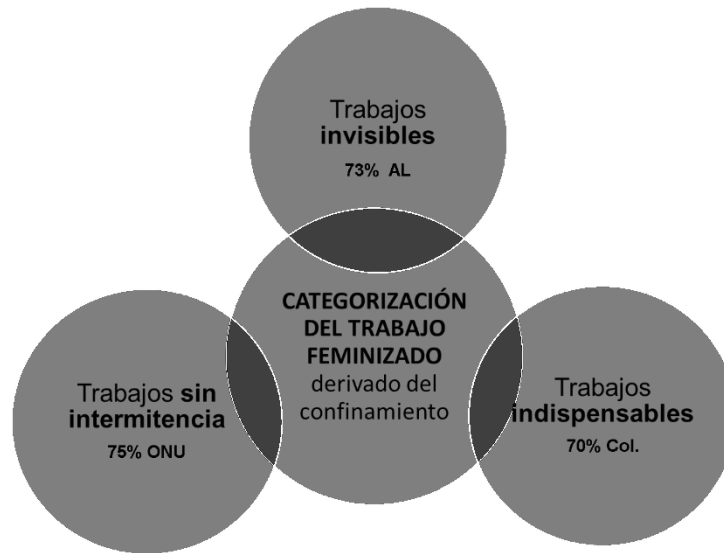 Trabajos
invisibles
73% AL
CATEGORIZACIÓN
DEL TRABAJO
FEMINIZADO
derivado del
confinamiento
Trabajos sin
intermitencia
75% ONU
Trabajos
indispensables
70% Col.